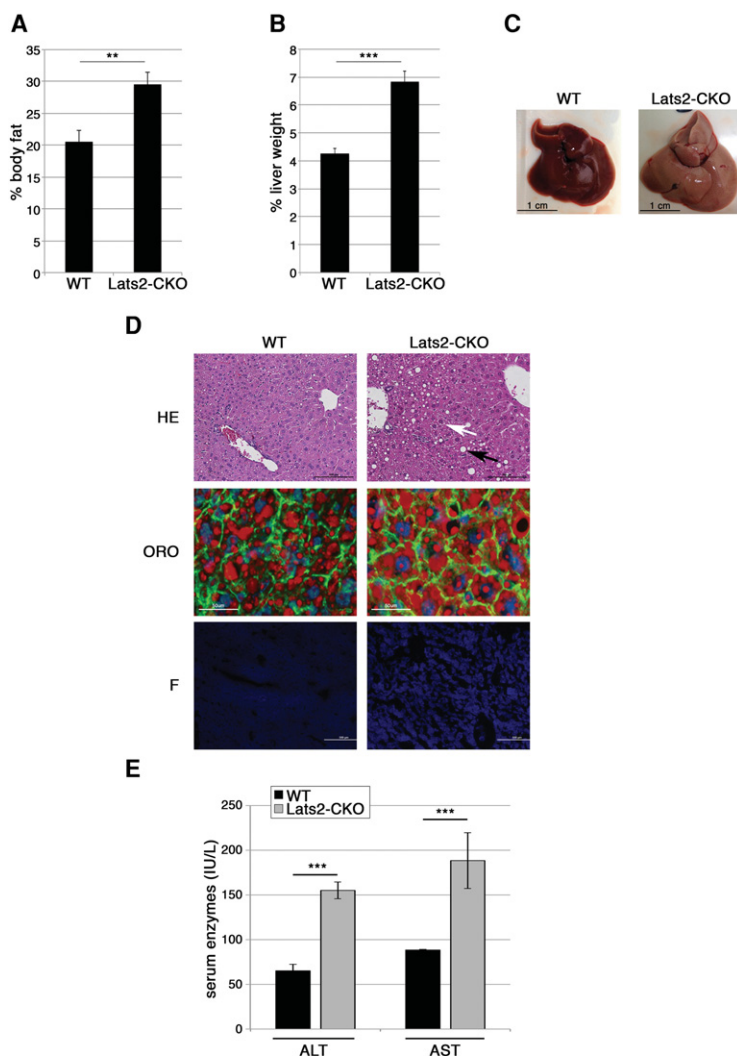 A
**
% body fat
40
35
30
25
20
15
10
5
0
WT Lats2-CKO
B
***
% liver weight
8
7
6
5
4
3
2
1
0
WT Lats2-CKO
C
WT Lats2-CKO
1 cm 1 cm
D
WT Lats2-CKO
HE
ORO
F
E
WT
Lats2-CKO
*** ***
serum enzymes (IU/L)
250
200
150
100
50
0
ALT AST